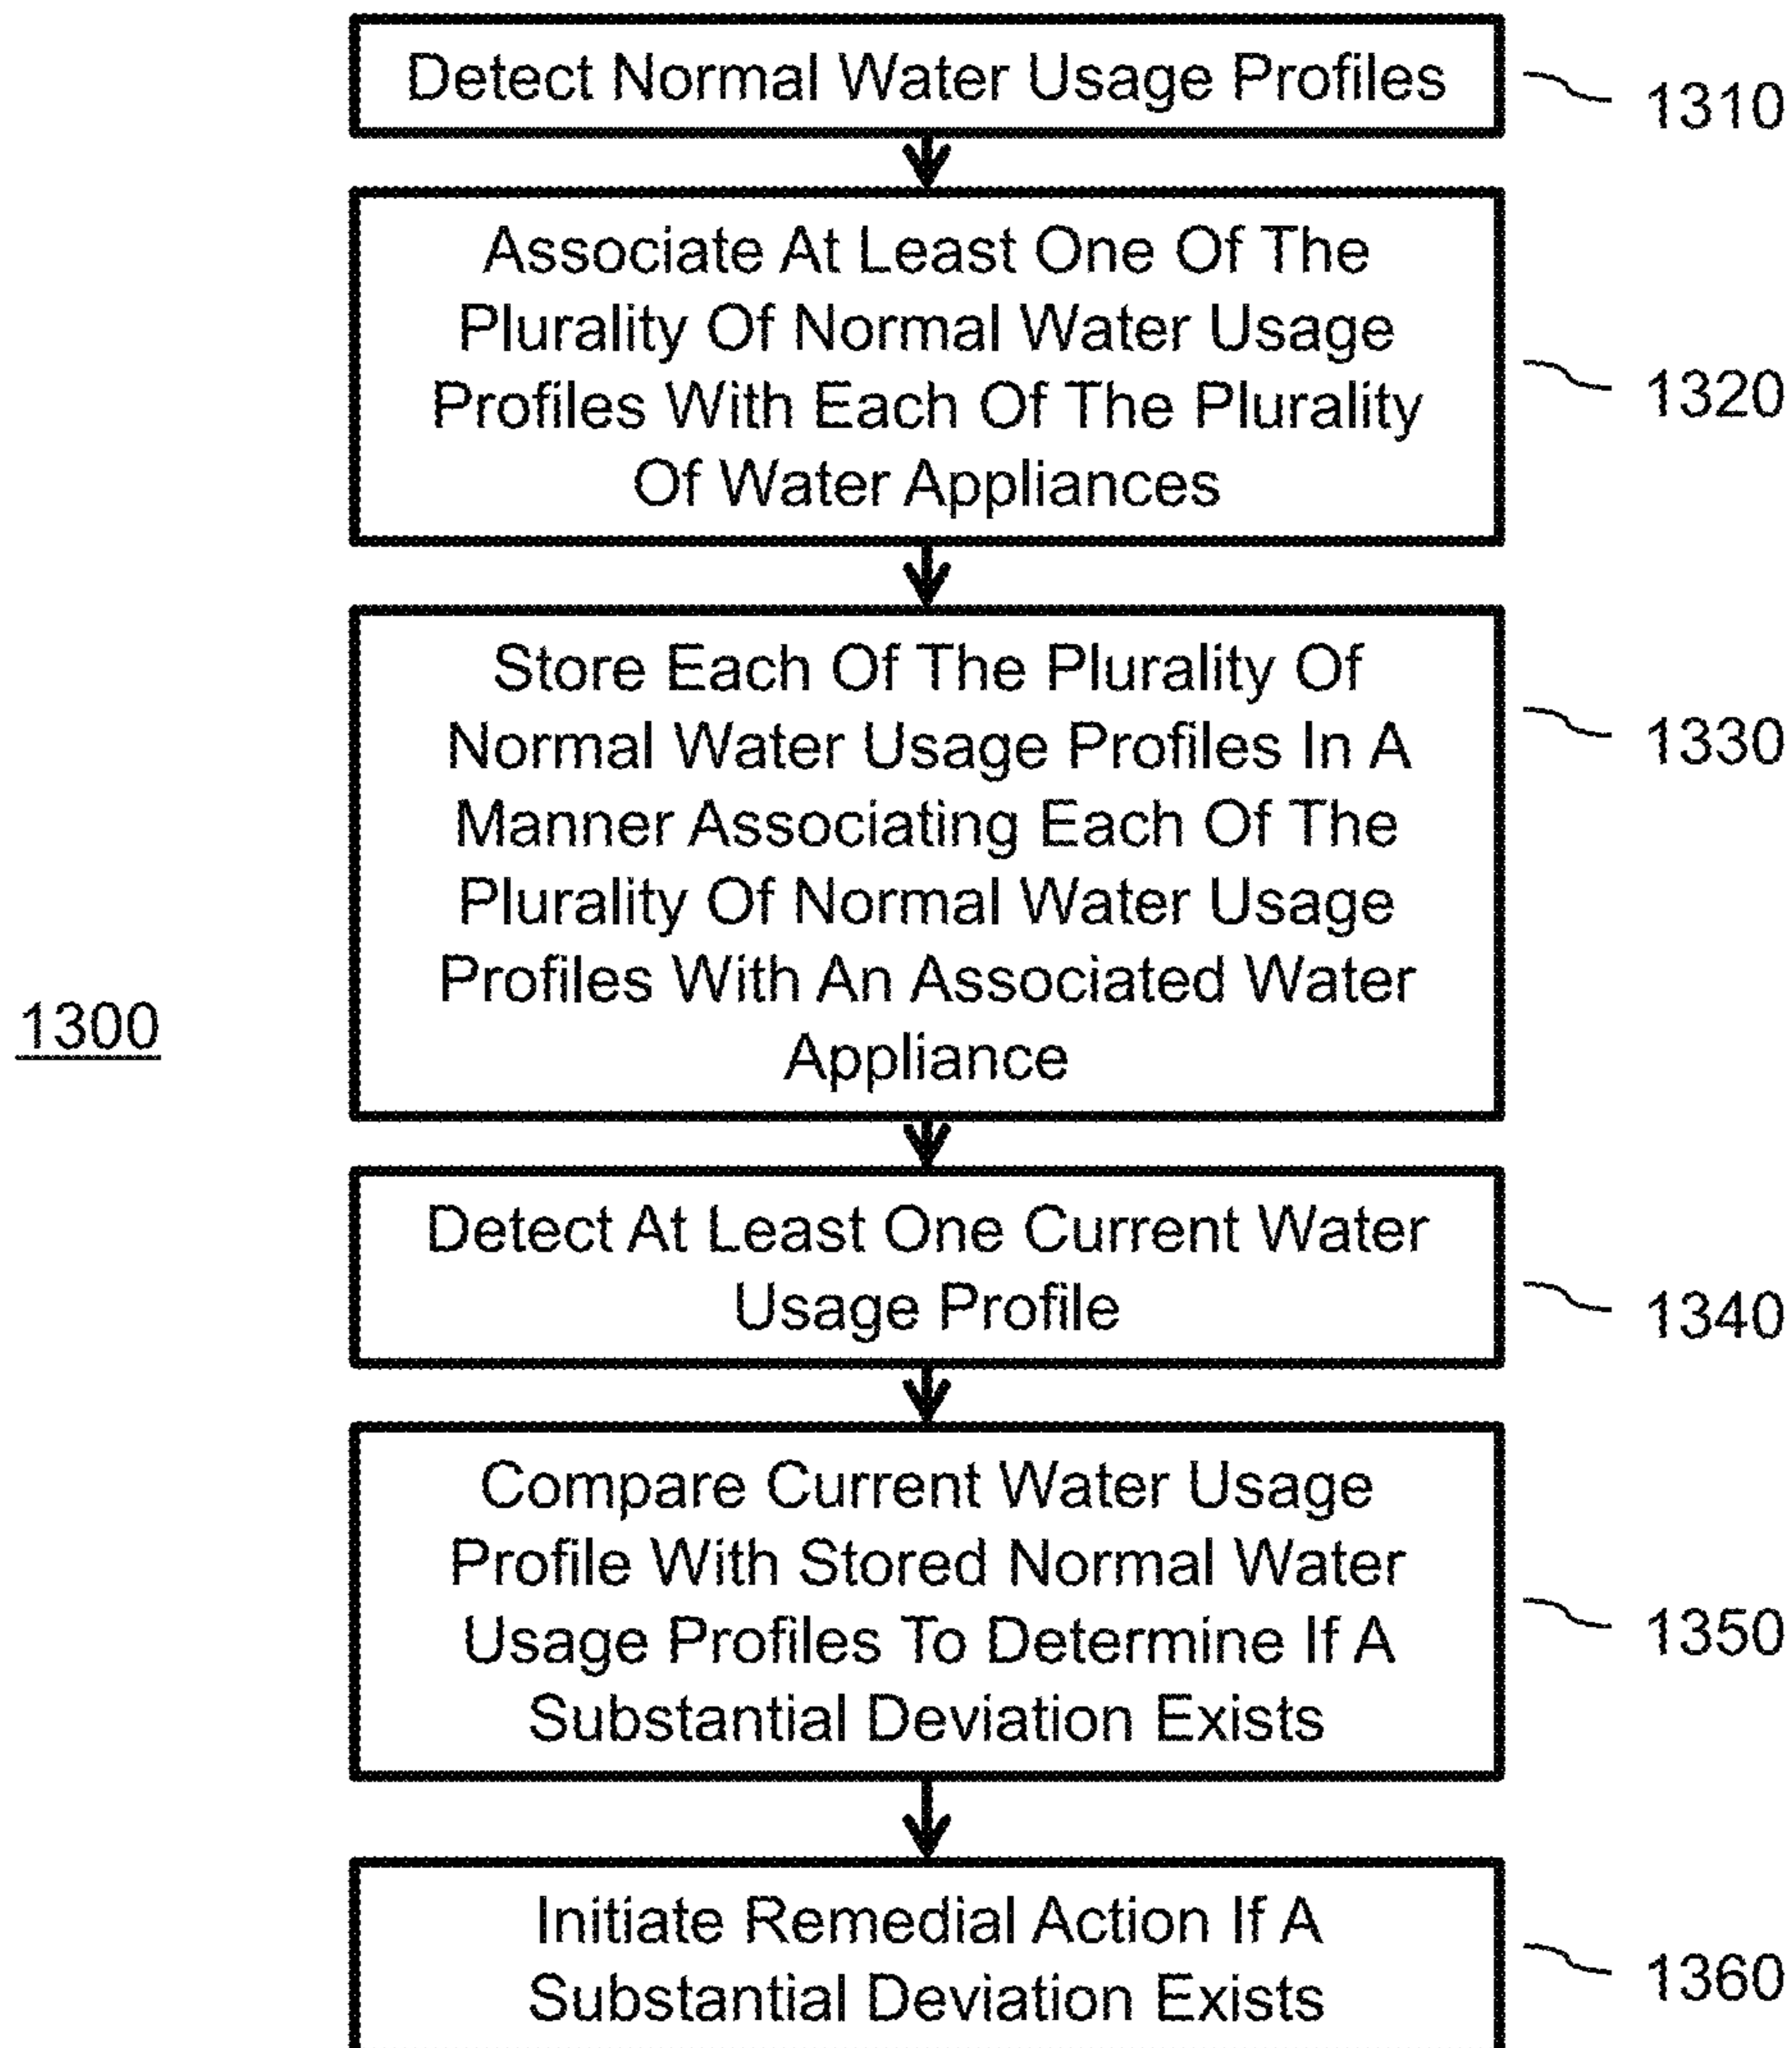 Detect Normal Water Usage Profiles
1310
Associate At Least One Of The
Plurality Of Normal Water Usage
Profiles With Each Of The Plurality
Of Water Appliances
1320
Store Each Of The Plurality Of
Normal Water Usage Profiles In A
Manner Associating Each Of The
Plurality Of Normal Water Usage
Profiles With An Associated Water
Appliance
1330
1300
Detect At Least One Current Water
Usage Profile
1340
Compare Current Water Usage
Profile With Stored Normal Water
Usage Profiles To Determine If A
Substantial Deviation Exists
1350
Initiate Remedial Action If A
Substantial Deviation Exists
1360